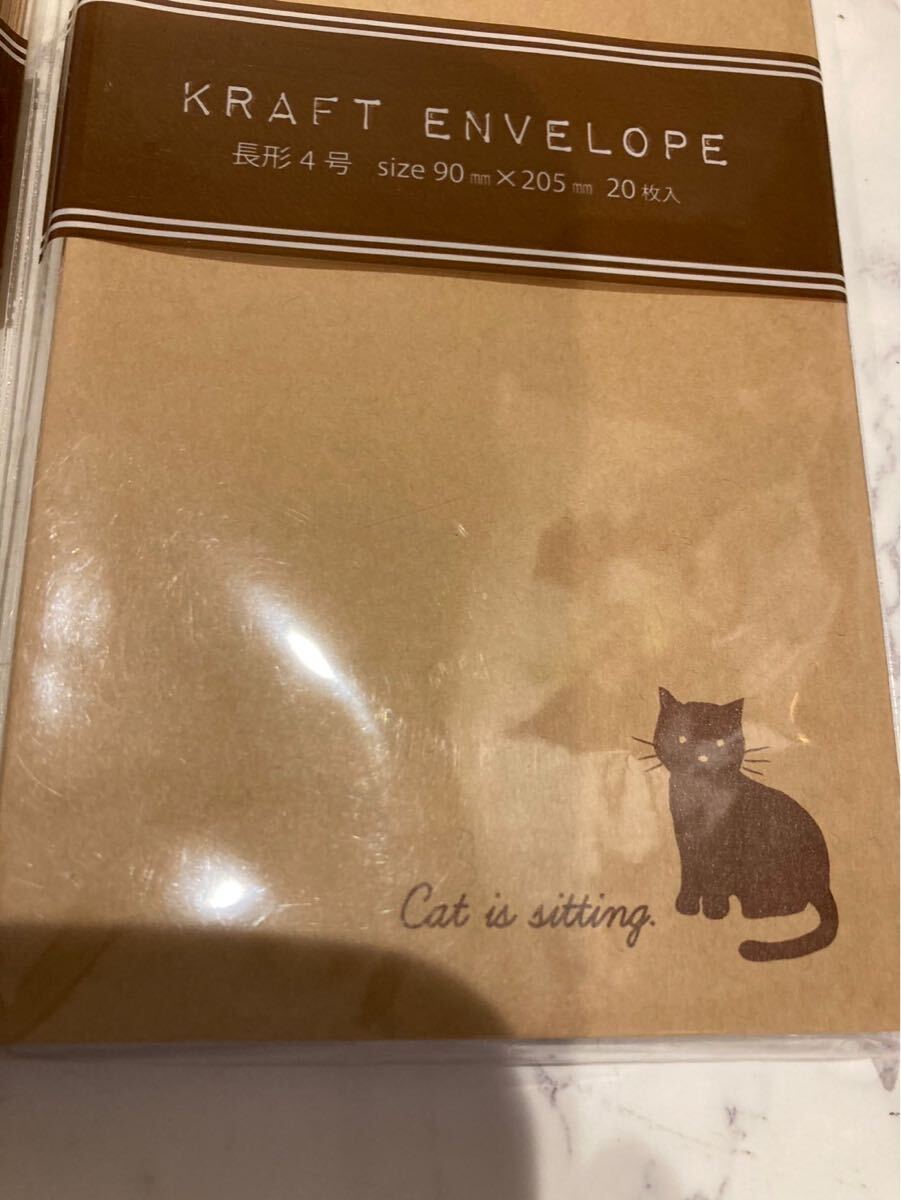 KRAFT ENVELOPE
長形4号 size 90㎜×205㎜ 20枚入
Cat is sitting.